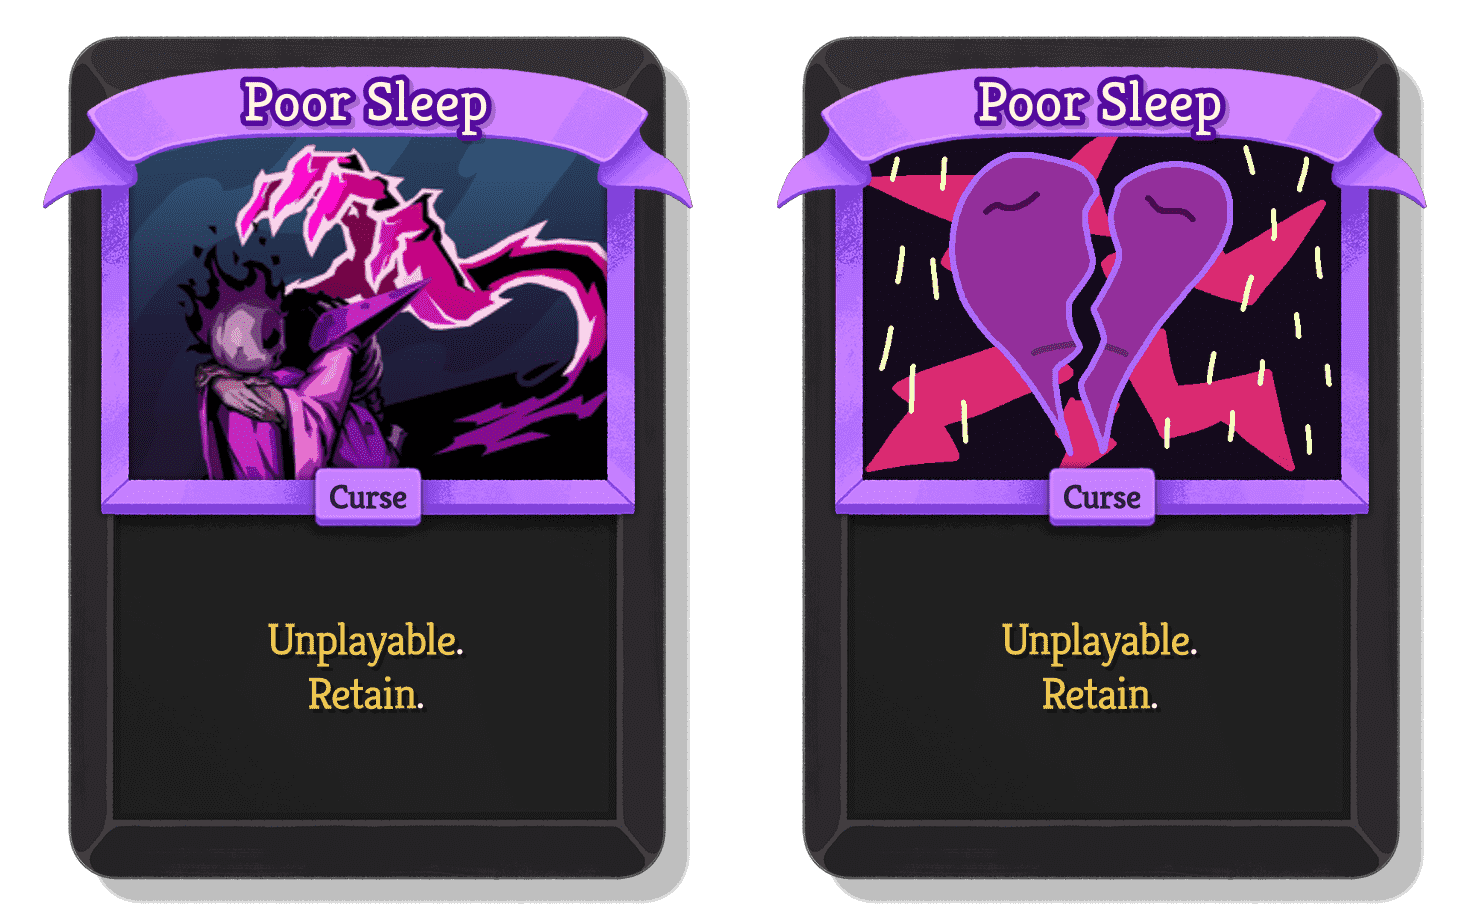 Poor Sleep
Curse
Unplayable.
Retain.
Poor Sleep
Curse
Unplayable.
Retain.